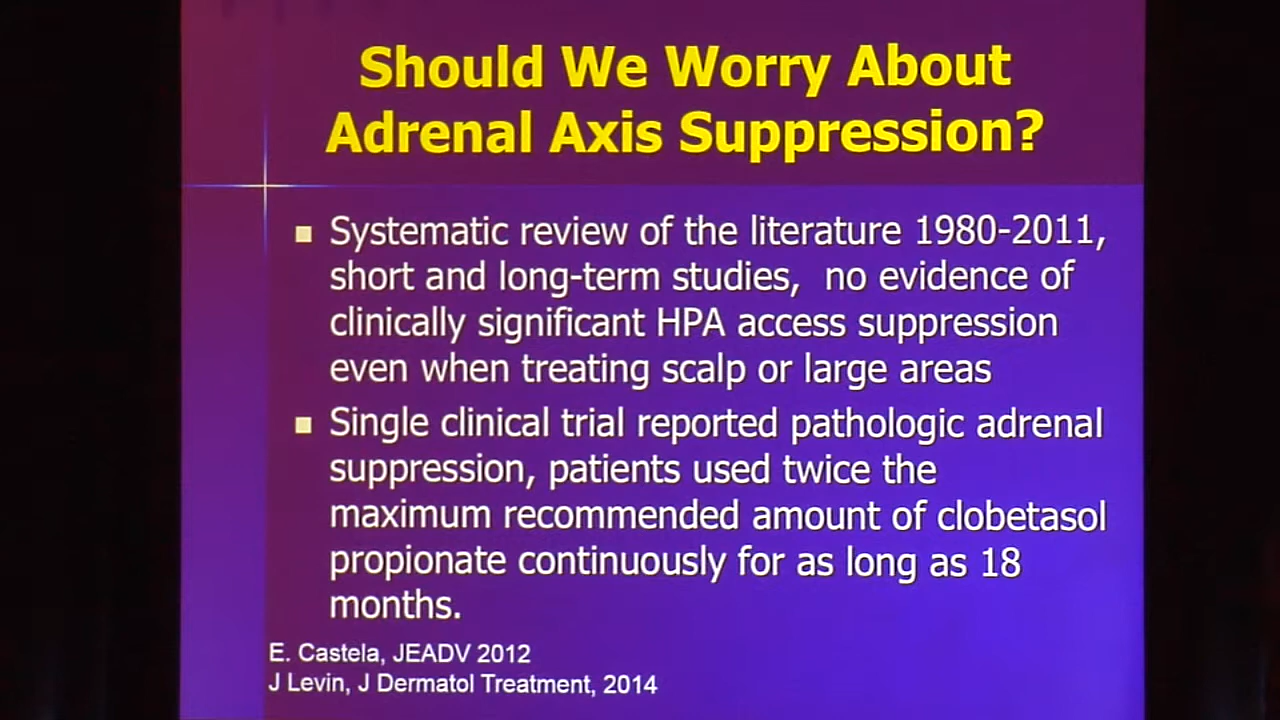 Should We Worry About
Adrenal Axis Suppression?
Systematic review of the literature 1980-2011,
short and long-term studies, no evidence of
clinically significant HPA access suppression
even when treating scalp or large areas
Single clinical trial reported pathologic adrenal
suppression, patients used twice the
maximum recommended amount of clobetasol
propionate continuously for as long as 18
months.
E. Castela, JEADV 2012
J Levin, J Dermatol Treatment, 2014